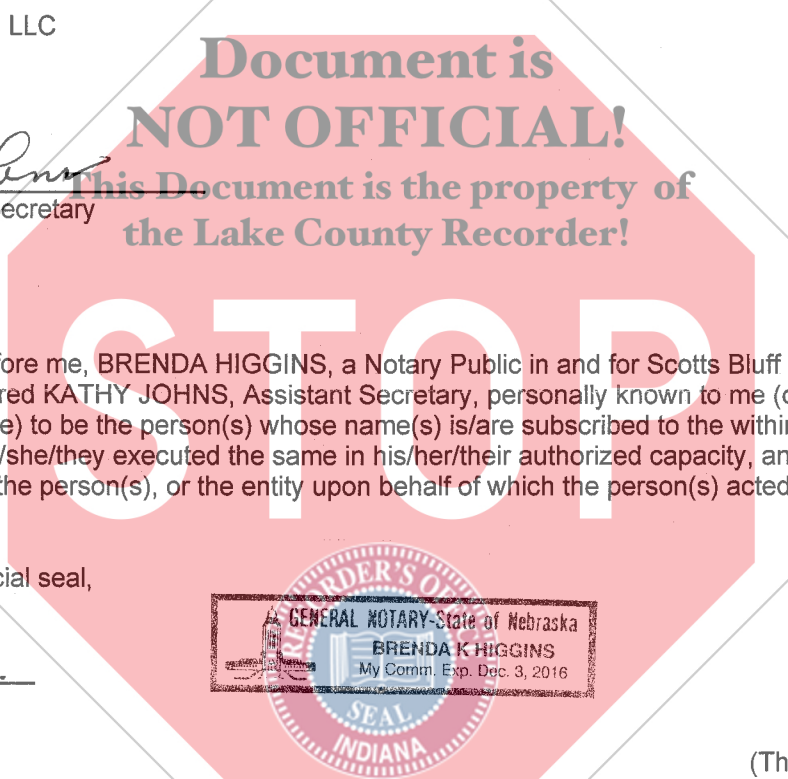 LLC
Document is
NOT OFFICIAL!
This Document is the property of
ecretary
the Lake County Recorder!
STOP
fore me, BRENDA HIGGINS, a Notary Public in and for Scotts Bluff
red KATHY JOHNS, Assistant Secretary, personally known to me (
e) to be the person(s) whose name(s) is/are subscribed to the within
/she/they executed the same in his/her/their authorized capacity, an
the person(s), or the entity upon behalf of which the person(s) acted
cial seal,
RDER'S O
GENERAL NOTARY-State of Nebraska
BRENDA K HIGGINS
My Comm. Exp. Dec. 3, 2016
SEAL
INDIANA
(Th